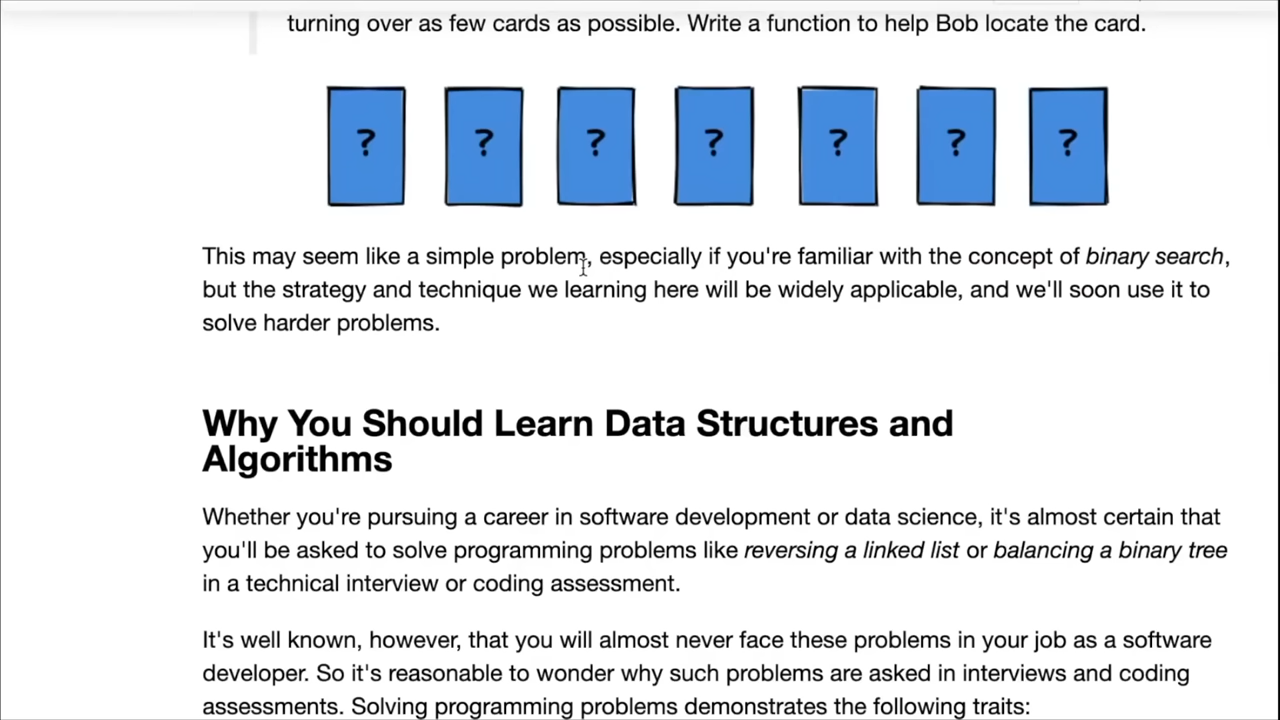 turning over as few cards as possible. Write a function to help Bob locate the card.
? ? ? ? ? ? ?
This may seem like a simple problem, especially if you're familiar with the concept of binary search,
but the strategy and technique we learning here will be widely applicable, and we'll soon use it to
solve harder problems.
Why You Should Learn Data Structures and
Algorithms
Whether you're pursuing a career in software development or data science, it's almost certain that
you'll be asked to solve programming problems like reversing a linked list or balancing a binary tree
in a technical interview or coding assessment.
It's well known, however, that you will almost never face these problems in your job as a software
developer. So it's reasonable to wonder why such problems are asked in interviews and coding
assessments. Solving programming problems demonstrates the following traits: